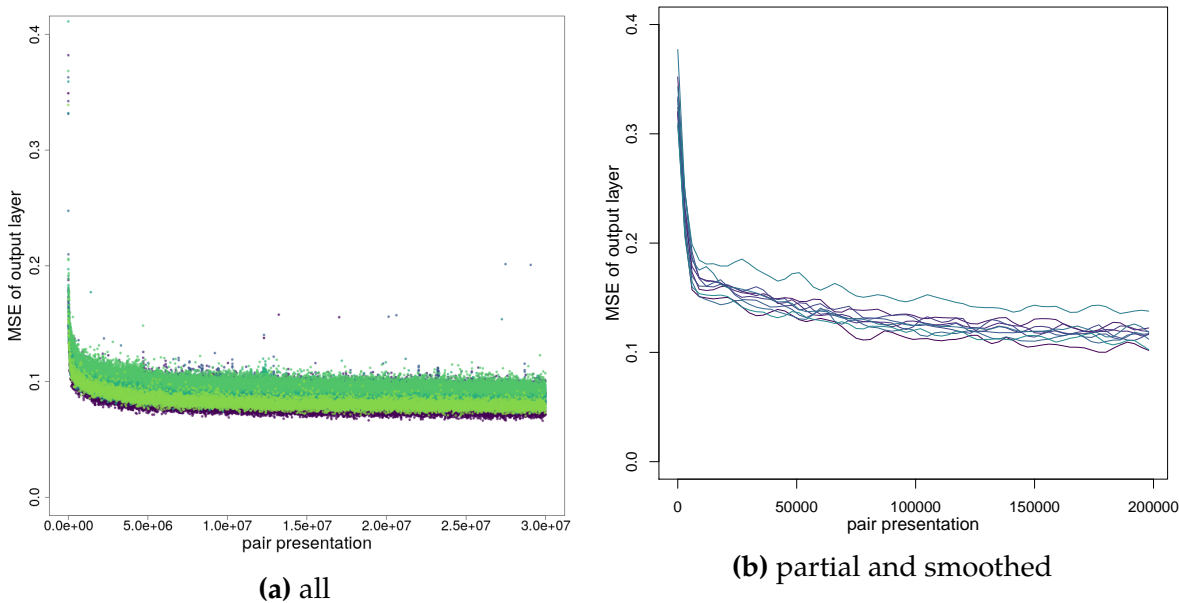 0.4
0.3
0.2
0.1
0.0
MSE of output layer
0.0e+00 5.0e+06 1.0e+07 1.5e+07 2.0e+07 2.5e+07 3.0e+07
pair presentation
(a) all
0.4
0.3
0.2
0.1
0.0
MSE of output layer
0 50000 100000 150000 200000
pair presentation
(b) partial and smoothed